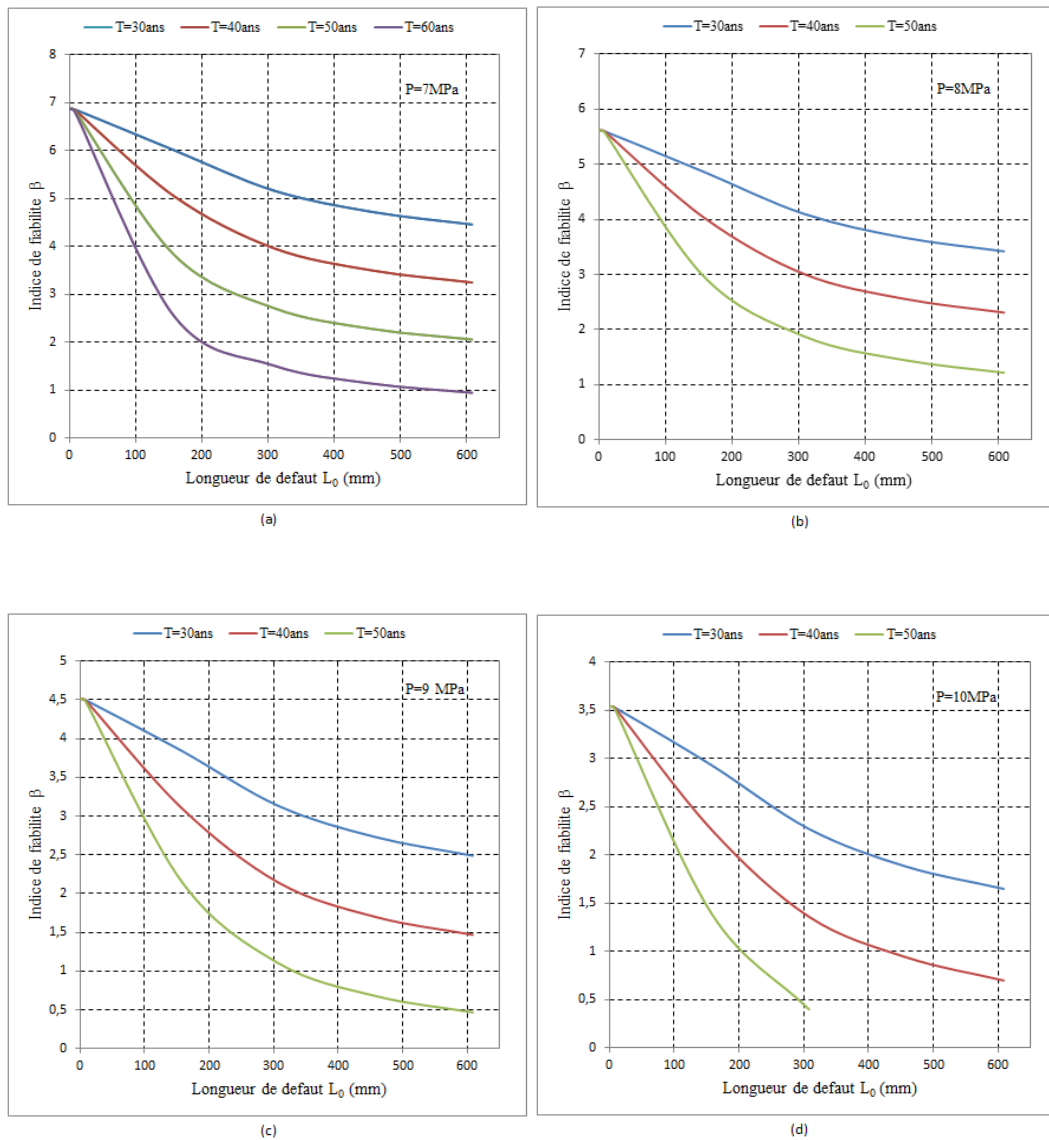 T=30ans T=40ans T=50ans T=60ans
P=7MPa
Indice de fiabilite β
8
7
6
5
4
3
2
1
0
0 100 200 300 400 500 600
Longueur de defaut L₀ (mm)
(a)
T=30ans T=40ans T=50ans
P=8MPa
Indice de fiabilite β
7
6
5
4
3
2
1
0
0 100 200 300 400 500 600
Longueur de defaut L₀ (mm)
(b)
T=30ans T=40ans T=50ans
P=9 MPa
Indice de fiabilite β
5
4,5
4
3,5
3
2,5
2
1,5
1
0,5
0
0 100 200 300 400 500 600
Longueur de defaut L₀ (mm)
(c)
T=30ans T=40ans T=50ans
P=10MPa
Indice de fiabilite β
4
3,5
3
2,5
2
1,5
1
0,5
0
0 100 200 300 400 500 600
Longueur de defaut L₀ (mm)
(d)